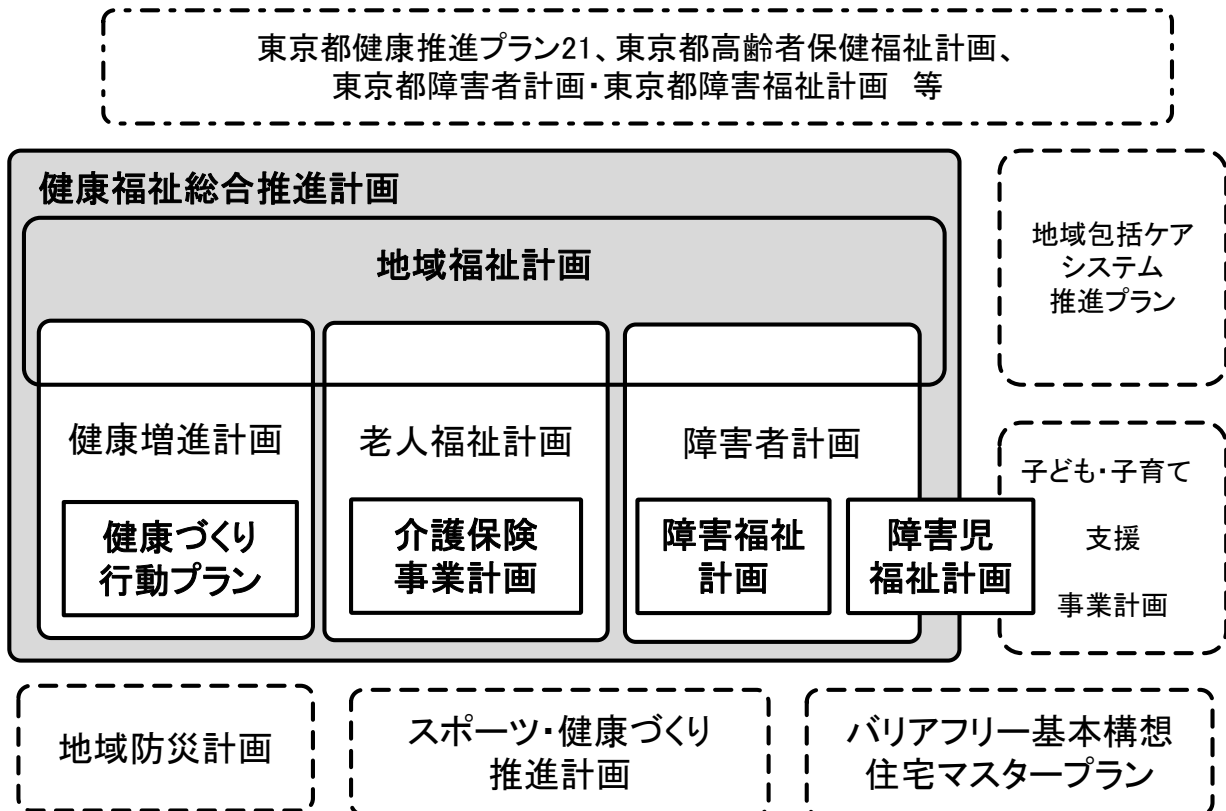 東京都健康推進プラン21、東京都高齢者保健福祉計画、
東京都障害者計画・東京都障害福祉計画　等
健康福祉総合推進計画
地域福祉計画
地域包括ケア
システム
推進プラン
健康増進計画
老人福祉計画
障害者計画
健康づくり
行動プラン
介護保険
事業計画
障害福祉
計画
障害児
福祉計画
子ども・子育て
支援
事業計画
地域防災計画
スポーツ・健康づくり
推進計画
バリアフリー基本構想
住宅マスタープラン